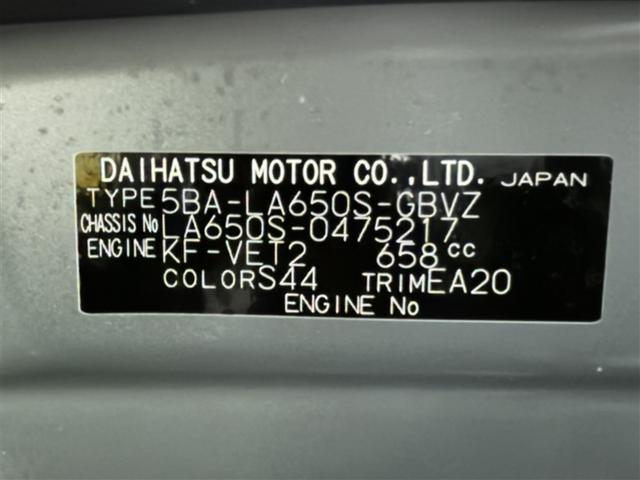 DAIHATSU MOTOR CO.,LTD. JAPAN
TYPE 5BA-LA650S-GBVZ
CHASSIS No LA650S-0475217
ENGINE KF-VET2 658 cc
COLOR S44 TRIM EA20
ENGINE No